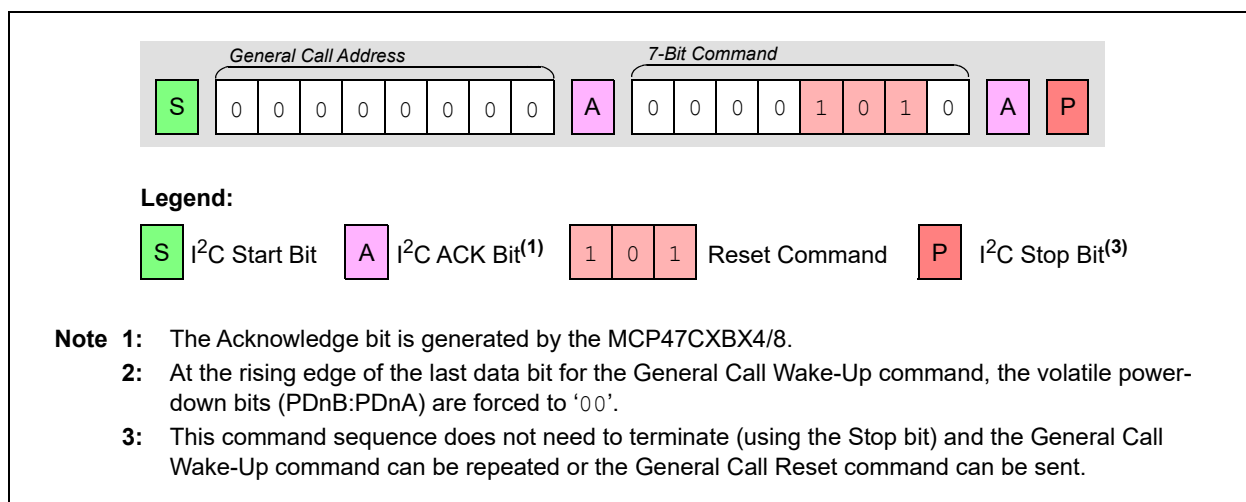 General Call Address 7-Bit Command
S 0 0 0 0 0 0 0 0 A 0 0 0 0 1 0 1 0 A P
Legend:
S I²C Start Bit A I²C ACK Bit(1) 1 0 1 Reset Command P I²C Stop Bit(3)
Note 1: The Acknowledge bit is generated by the MCP47CXBX4/8.
2: At the rising edge of the last data bit for the General Call Wake-Up command, the volatile power-
down bits (PDnB:PDnA) are forced to ‘00’.
3: This command sequence does not need to terminate (using the Stop bit) and the General Call
Wake-Up command can be repeated or the General Call Reset command can be sent.